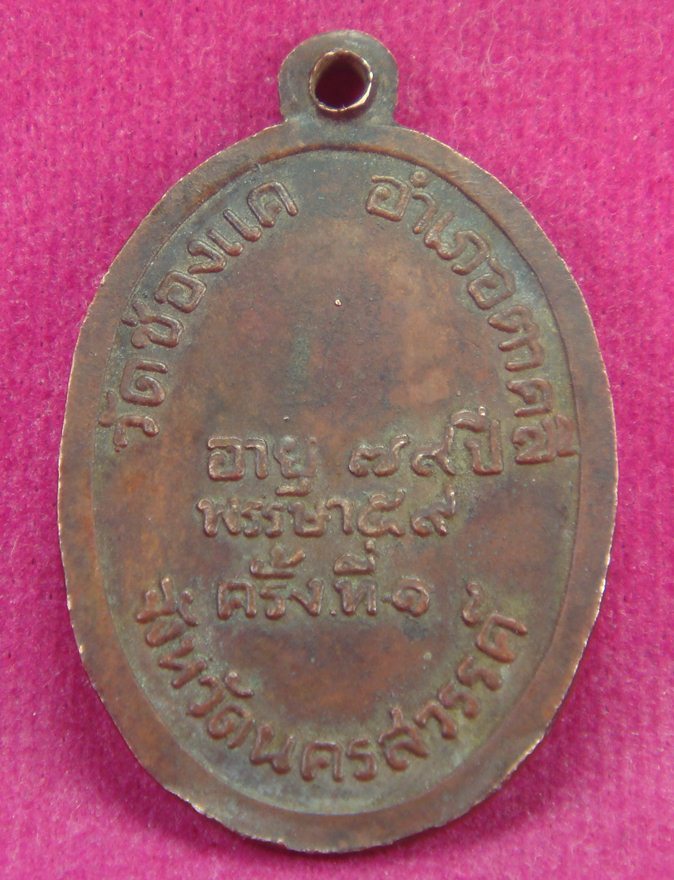 วัดช่องแค อำเภอตาคลี
อายุ ๗๙ปี
พรรษา๕๙
ครั้งที่ ๑
จังหวัดนครสวรรค์